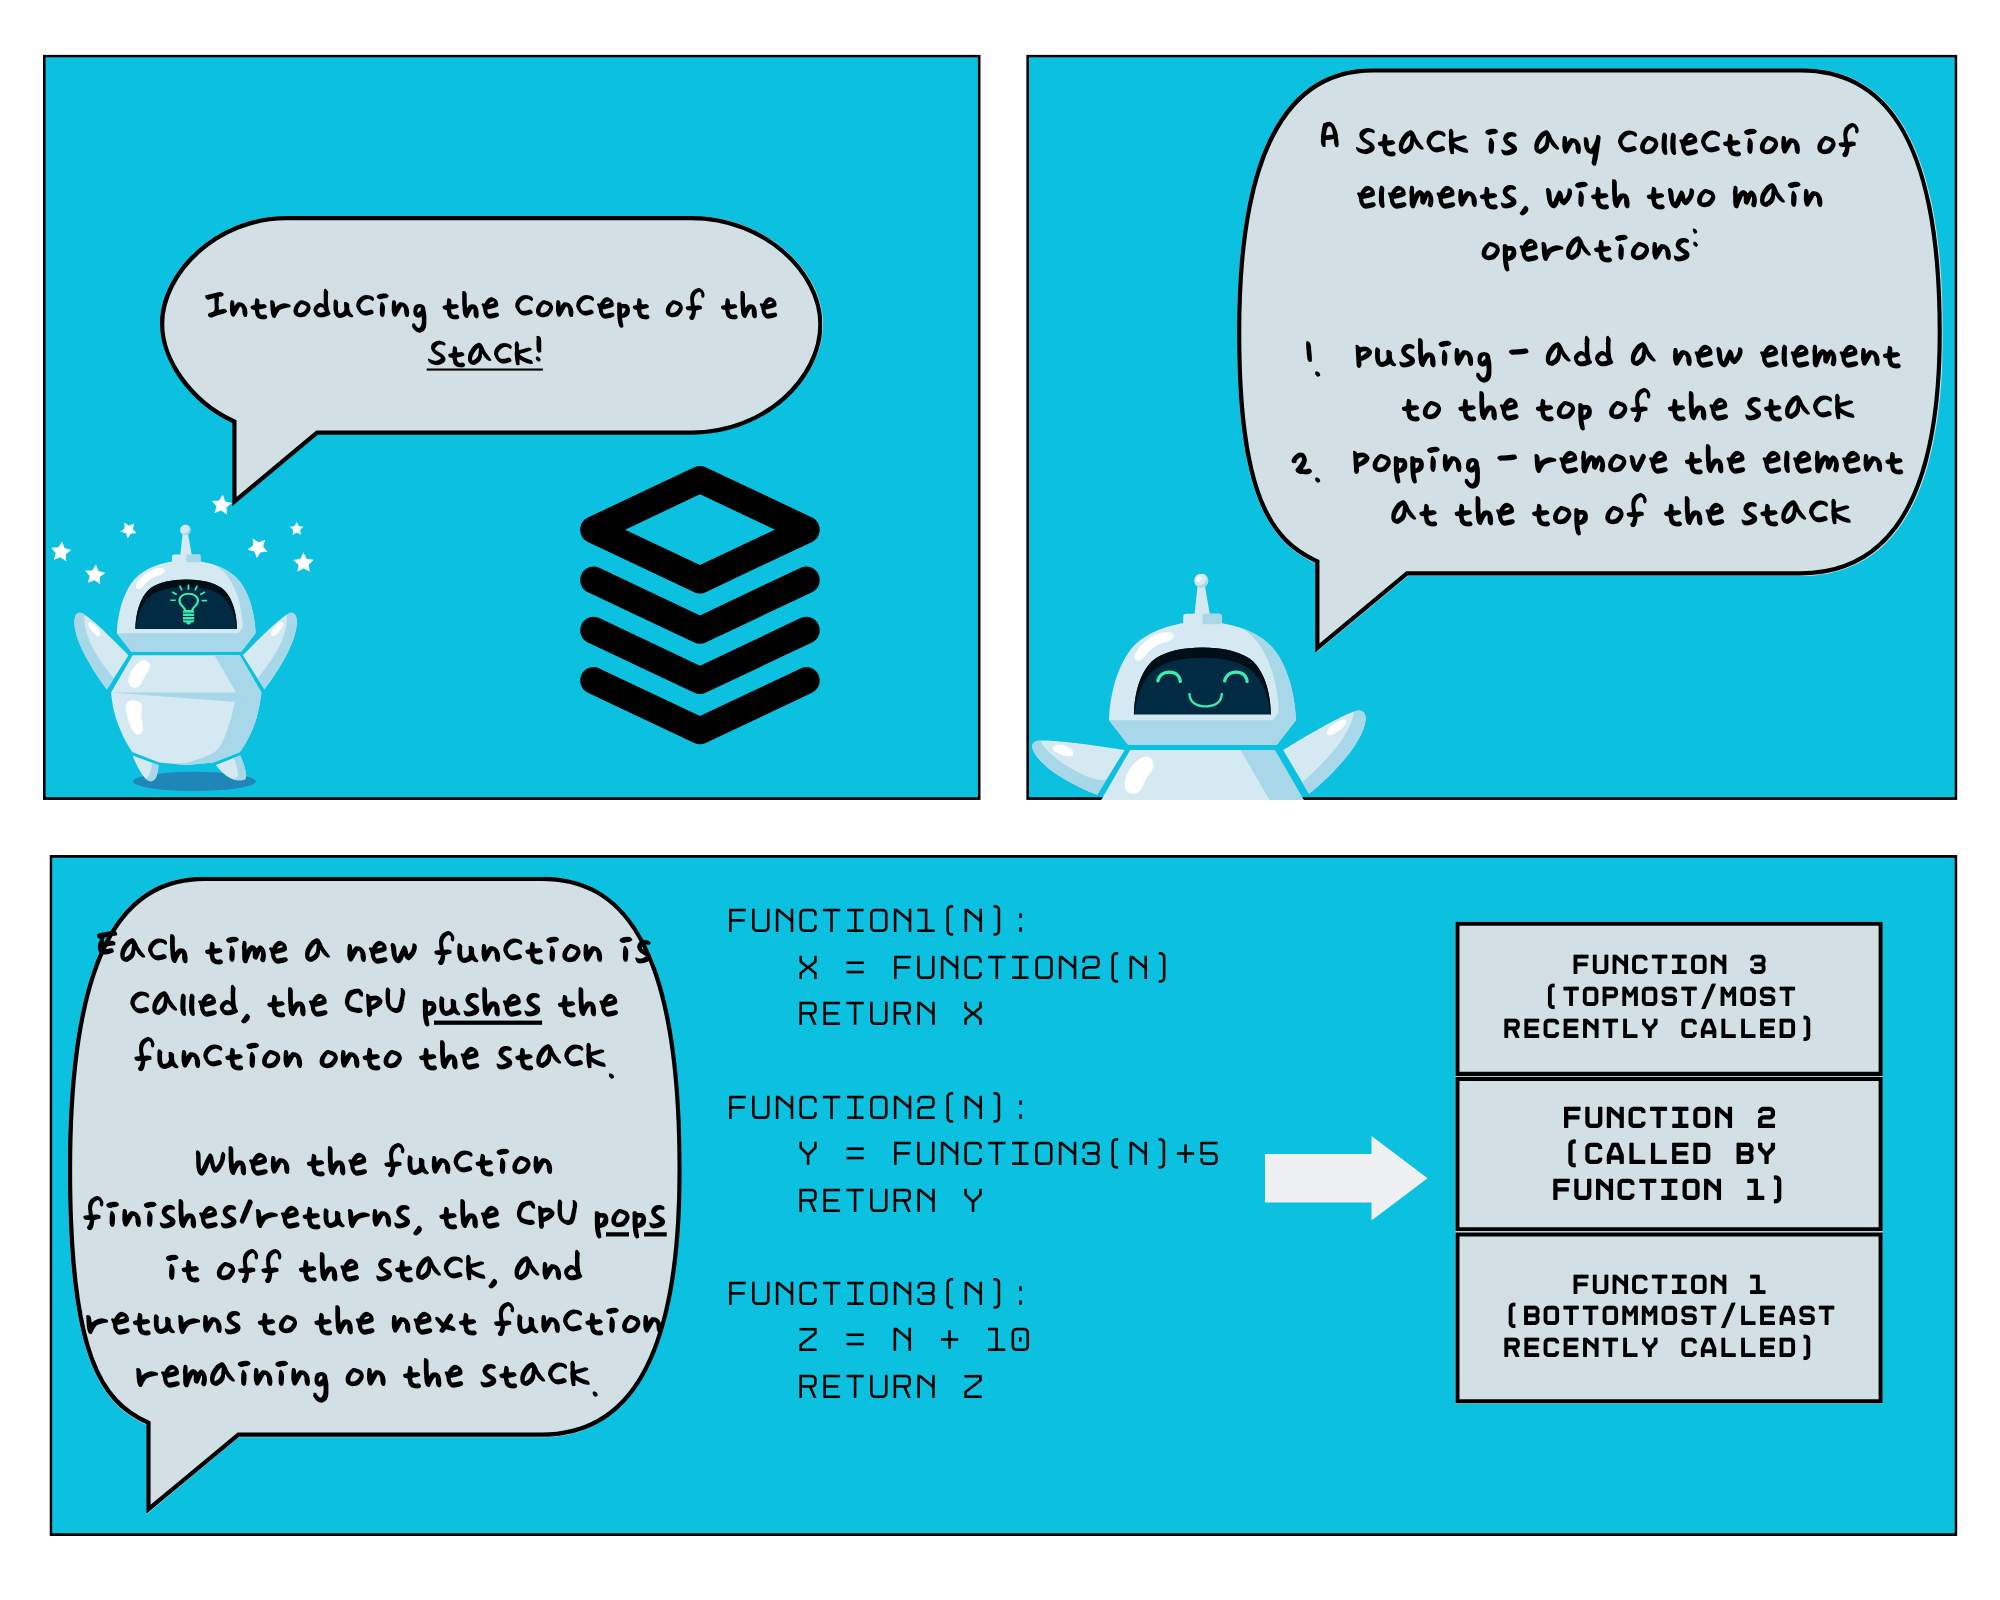 Introducing the concept of the
Stack!
A stack is any collection of
elements, with two main
operations:
1. pushing - add a new element
to the top of the stack
2. popping - remove the element
at the top of the stack
Each time a new function is
called, the CPU pushes the
function onto the stack.
When the function
finishes/returns, the CPU pops
it off the stack, and
returns to the next function
remaining on the stack.
FUNCTION1(N):
X = FUNCTION2(N)
RETURN X
FUNCTION2(N):
Y = FUNCTION3(N)+5
RETURN Y
FUNCTION3(N):
Z = N + 10
RETURN Z
FUNCTION 3
(TOPMOST/MOST
RECENTLY CALLED)
FUNCTION 2
(CALLED BY
FUNCTION 1)
FUNCTION 1
(BOTTOMMOST/LEAST
RECENTLY CALLED)